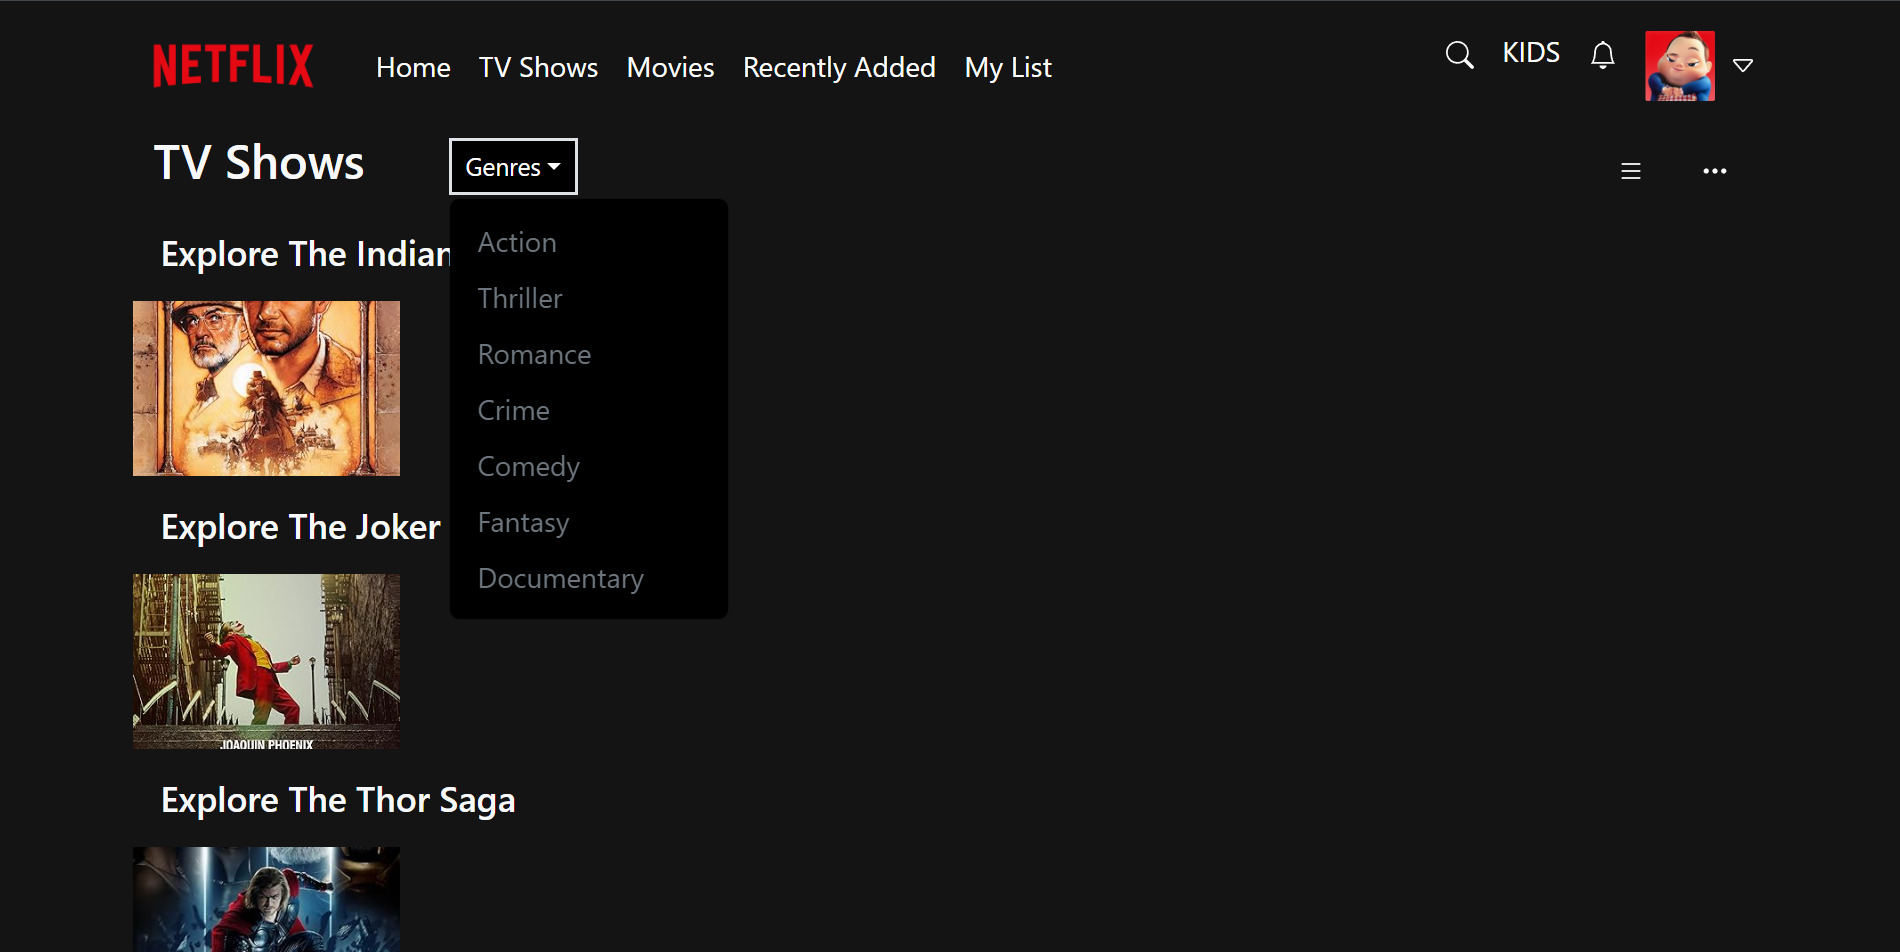 NETFLIX
Home TV Shows Movies Recently Added My List
KIDS
TV Shows
Genres
Action
Thriller
Romance
Crime
Comedy
Fantasy
Documentary
Explore The Indian
Explore The Joker
JOAQUIN PHOENIX
Explore The Thor Saga